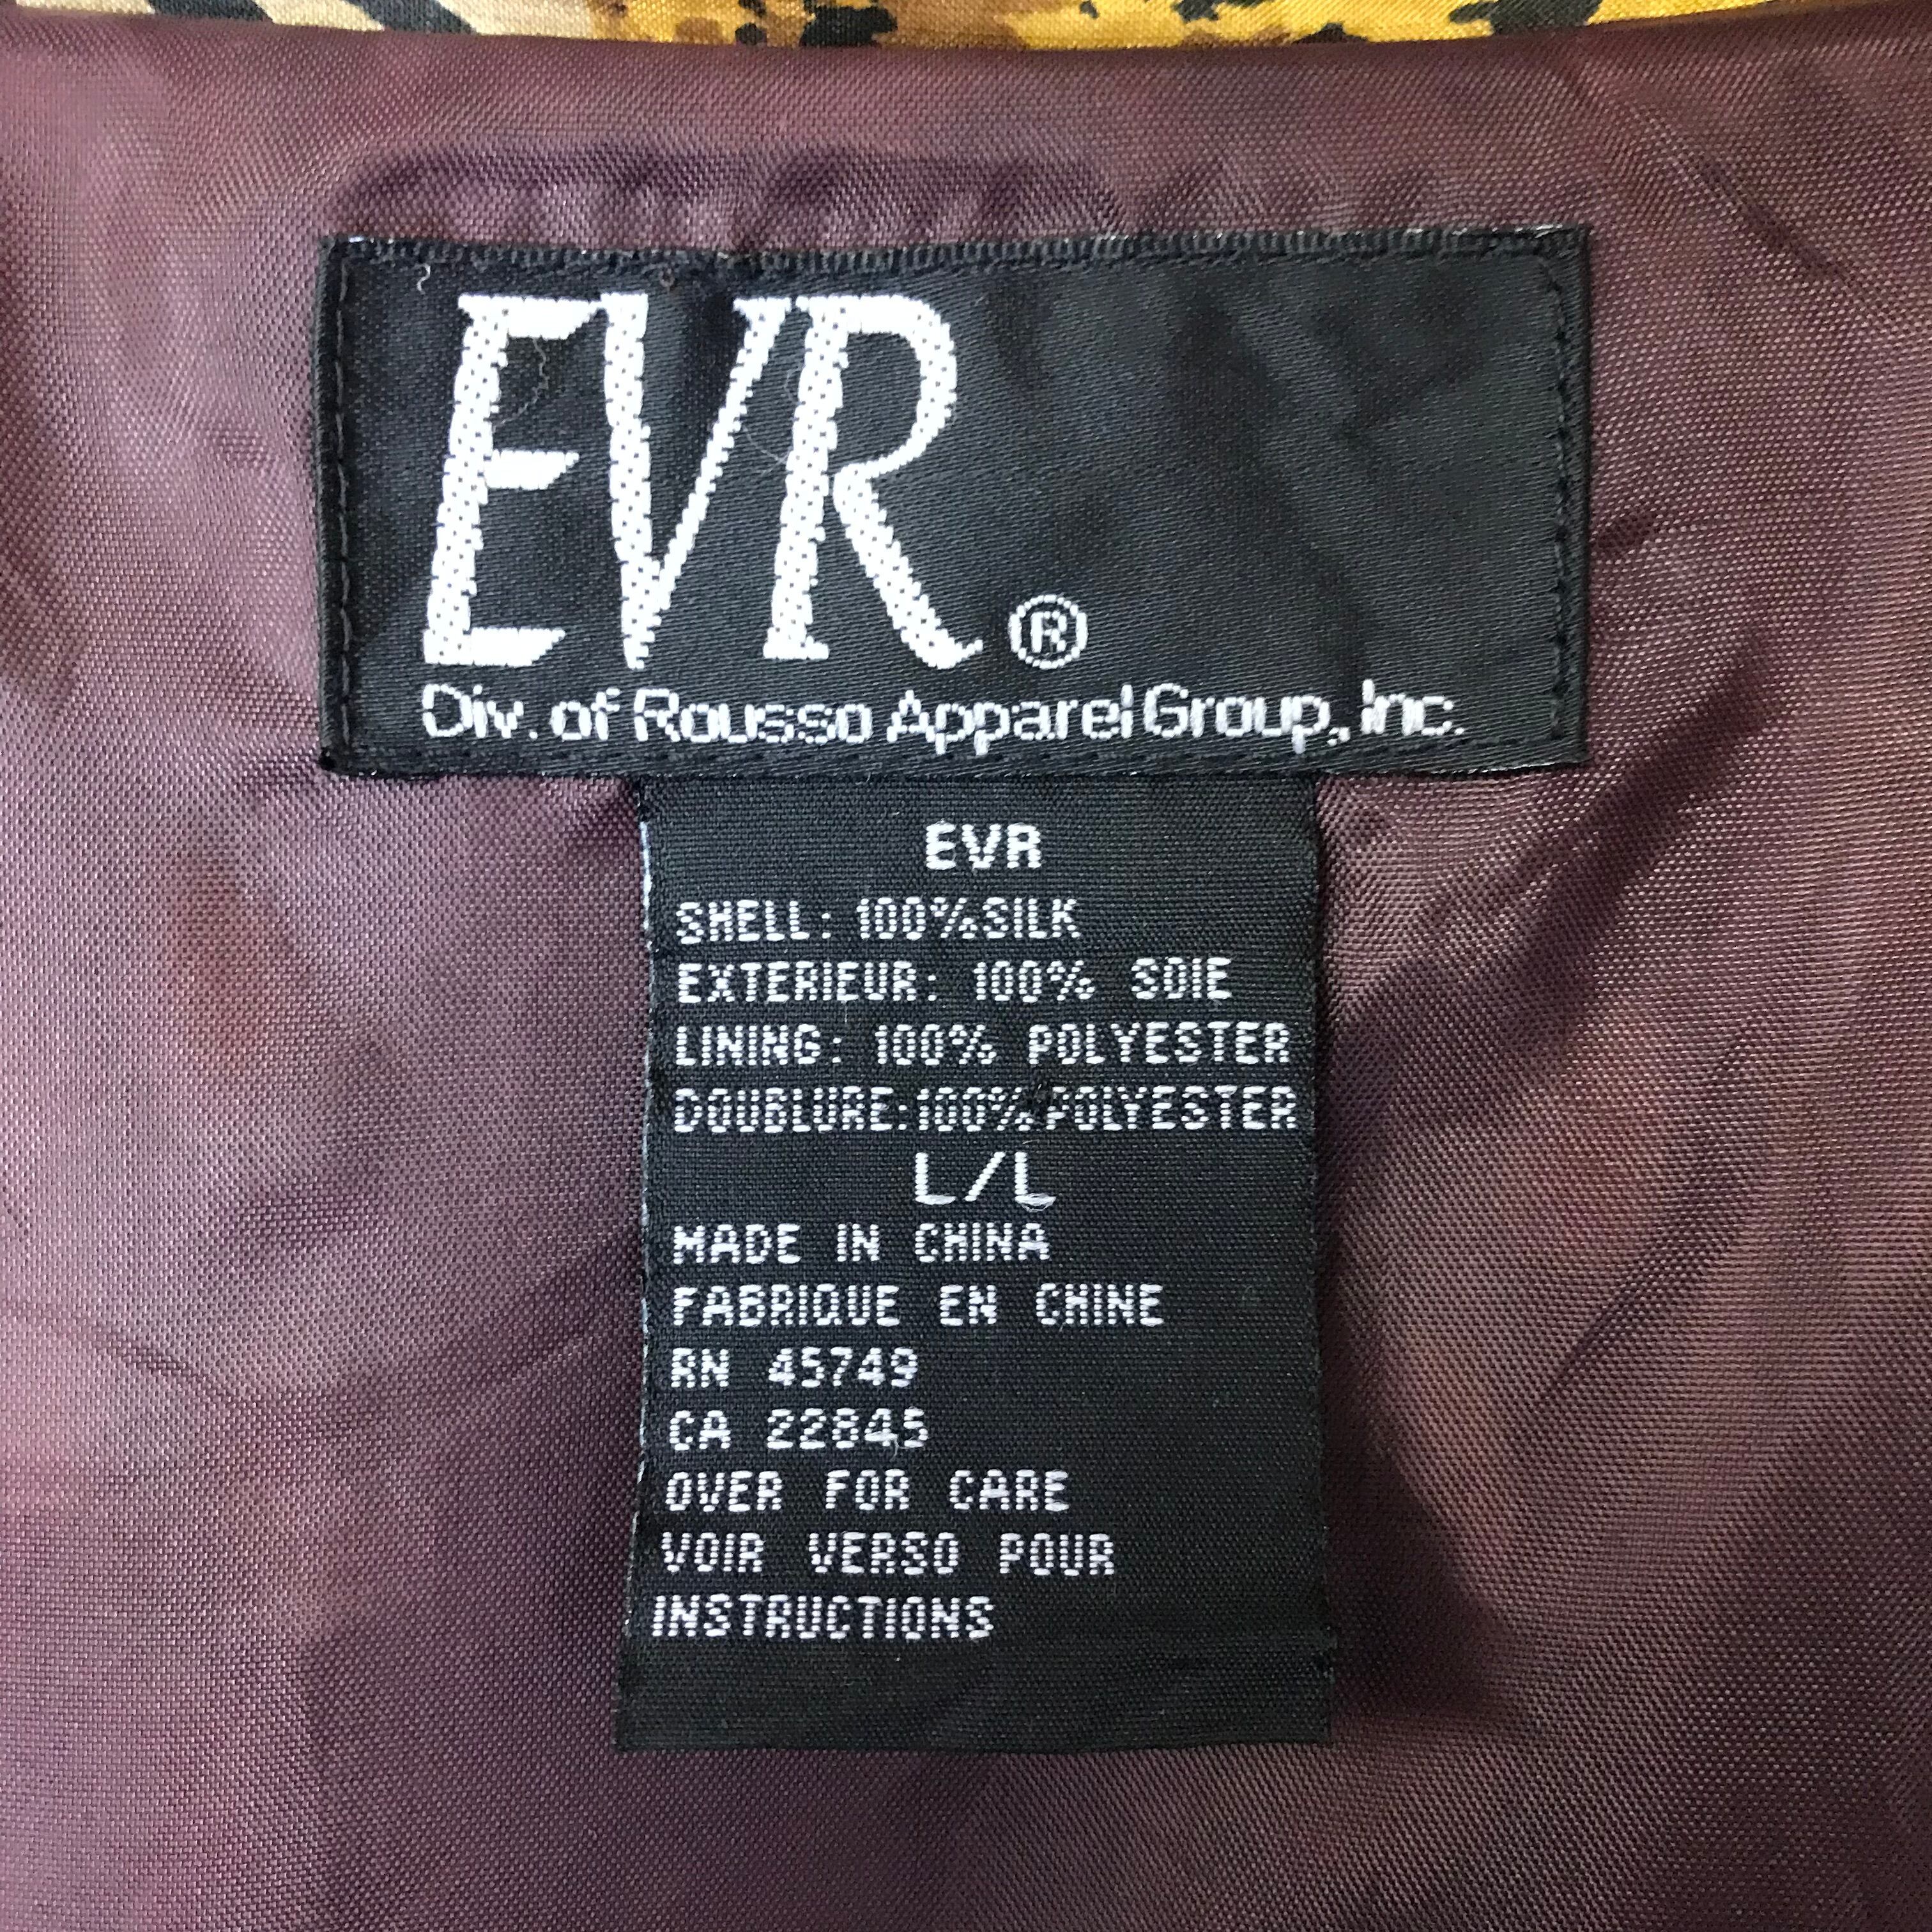 EVR®
Div. of Rousso Apparel Group, Inc.
EVR
SHELL: 100%SILK
EXTERIEUR: 100% SOIE
LINING: 100% POLYESTER
DOUBLURE:100%POLYESTER
L/L
MADE IN CHINA
FABRIQUE EN CHINE
RN 45749
CA 22845
OVER FOR CARE
VOIR VERSO POUR
INSTRUCTIONS